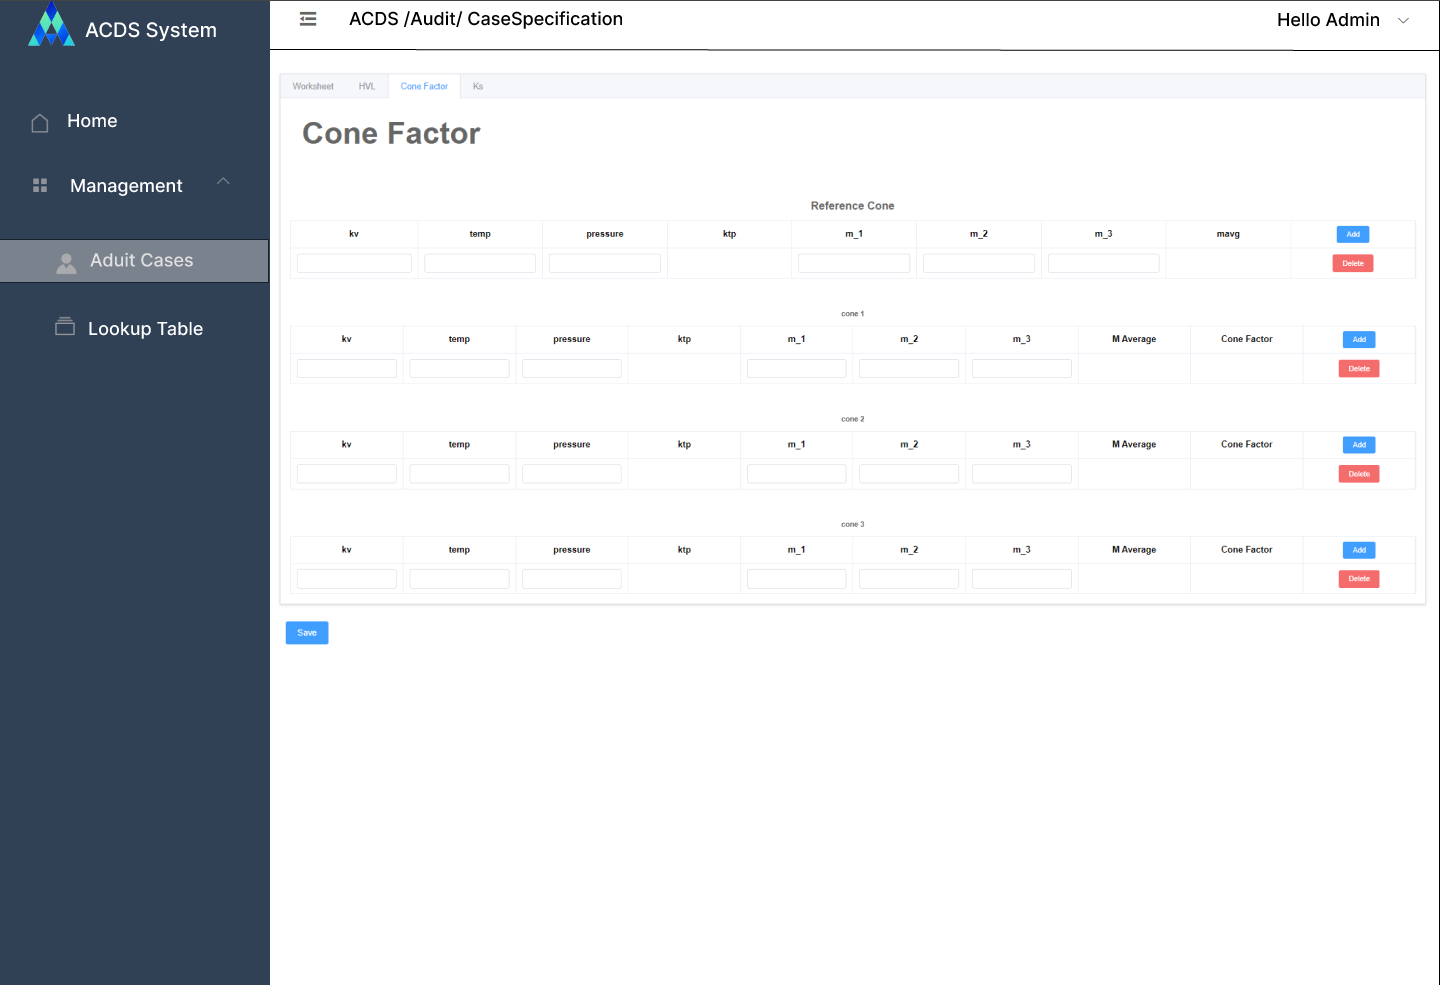 ACDS System
ACDS /Audit/ CaseSpecification
Hello Admin
Home
Management
Aduit Cases
Lookup Table
Worksheet HVL Cone Factor Ks
Cone Factor
Reference Cone
kv temp pressure ktp m_1 m_2 m_3 mavg Add
Delete
cone 1
kv temp pressure ktp m_1 m_2 m_3 M Average Cone Factor Add
Delete
cone 2
kv temp pressure ktp m_1 m_2 m_3 M Average Cone Factor Add
Delete
cone 3
kv temp pressure ktp m_1 m_2 m_3 M Average Cone Factor Add
Delete
Save